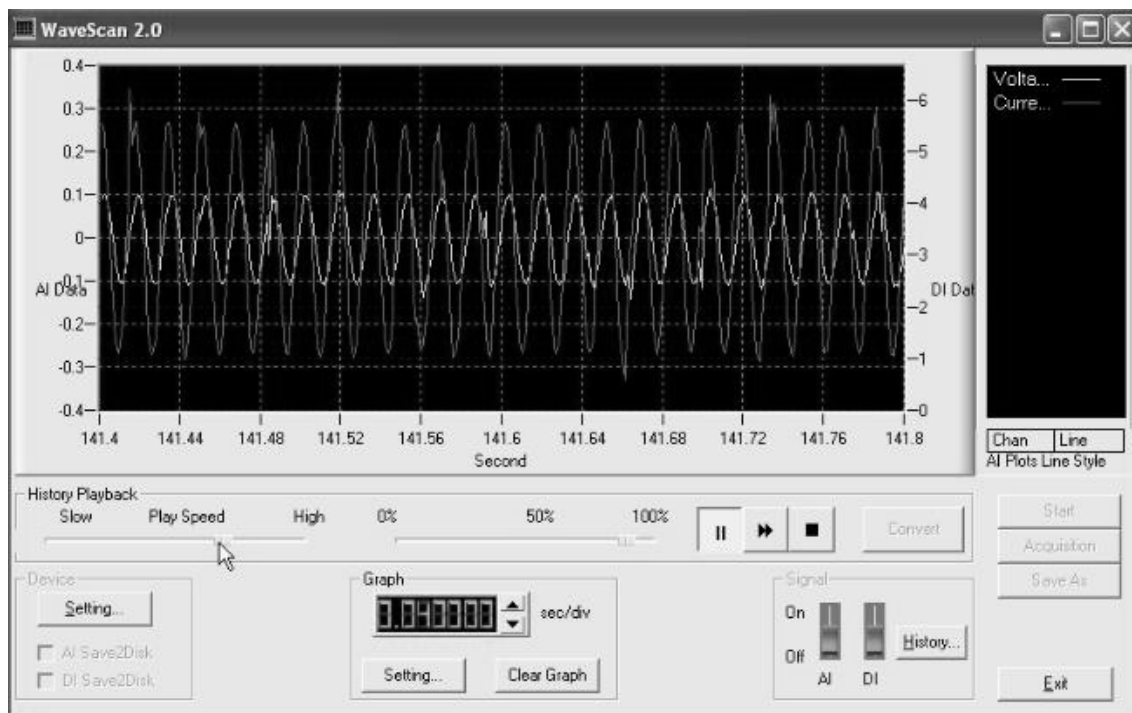 WaveScan 2.0
0.4
0.3
0.2
0.1
0
-0.1
-0.2
-0.3
-0.4
AI Data
6
5
4
3
2
1
0
DI Dat
141.4 141.44 141.48 141.52 141.56 141.6 141.64 141.68 141.72 141.76 141.8
Second
Volta...
Curre...
Chan Line
AI Plots Line Style
History Playback
Slow Play Speed High 0% 50% 100%
Convert
Start
Acquisition
Save As
Device
Setting...
AI Save2Disk
DI Save2Disk
Graph
sec/div
Setting... Clear Graph
Signal
On
Off
AI DI
History...
Exit